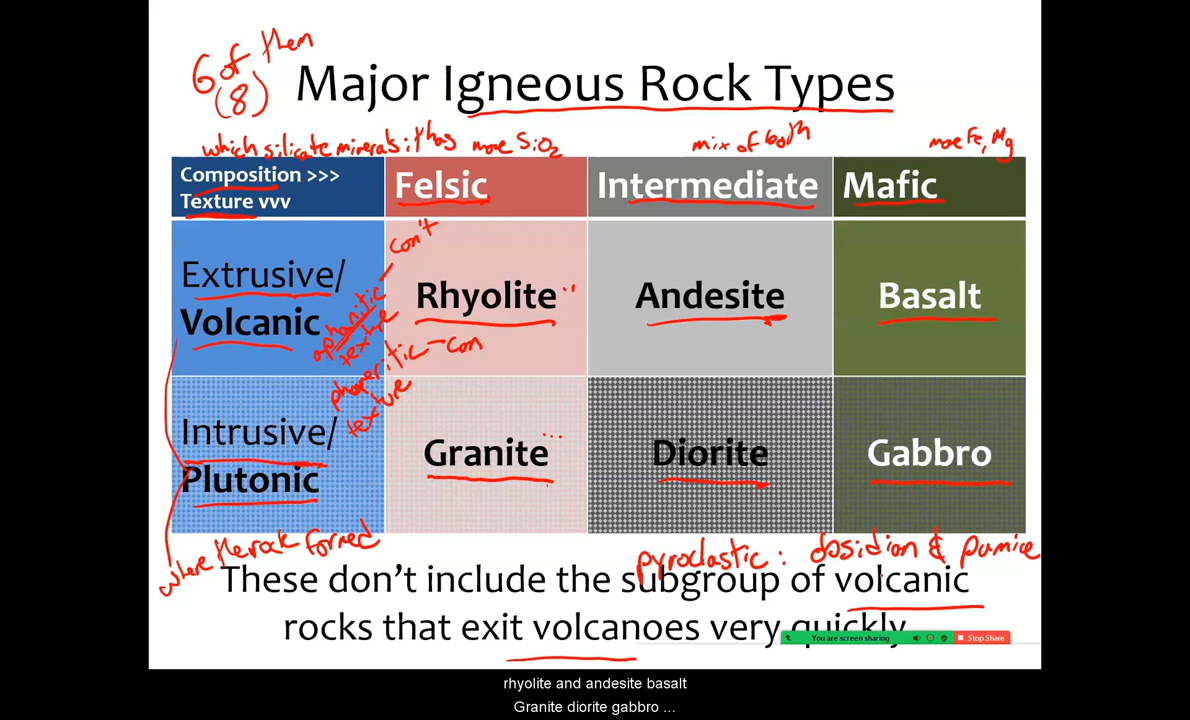 6 of them
(8)
Major Igneous Rock Types
which silicate minerals it has
more SiO2
mix of both
more Fe, Mg
Composition >>>
Texture vvv
Felsic
Intermediate
Mafic
Extrusive/
Volcanic
aphanitic - can't
texture
Rhyolite
Andesite
Basalt
phaneritic - can
texture
Intrusive/
Plutonic
Granite
Diorite
Gabbro
where the rock formed
pyroclastic: obsidian & pumice
These don't include the subgroup of volcanic
rocks that exit volcanoes very quickly
You are screen sharing
Stop Share
rhyolite and andesite basalt
Granite diorite gabbro ...